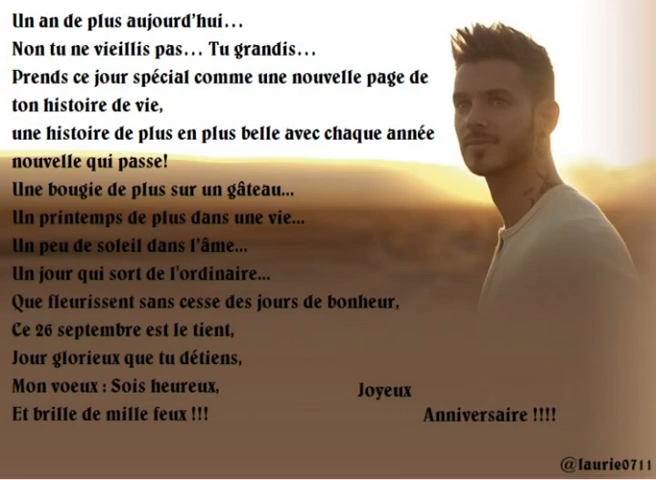 Un an de plus aujourd'hui...
Non tu ne vieillis pas... Tu grandis...
Prends ce jour spécial comme une nouvelle page de
ton histoire de vie,
une histoire de plus en plus belle avec chaque année
nouvelle qui passe!
Une bougie de plus sur un gâteau...
Un printemps de plus dans une vie...
Un peu de soleil dans l'âme...
Un jour qui sort de l'ordinaire...
Que fleurissent sans cesse des jours de bonheur,
Ce 26 septembre est le tient,
Jour glorieux que tu détiens,
Mon voeux : Sois heureux,
Et brille de mille feux !!!
Joyeux
Anniversaire !!!!
@laurie0711